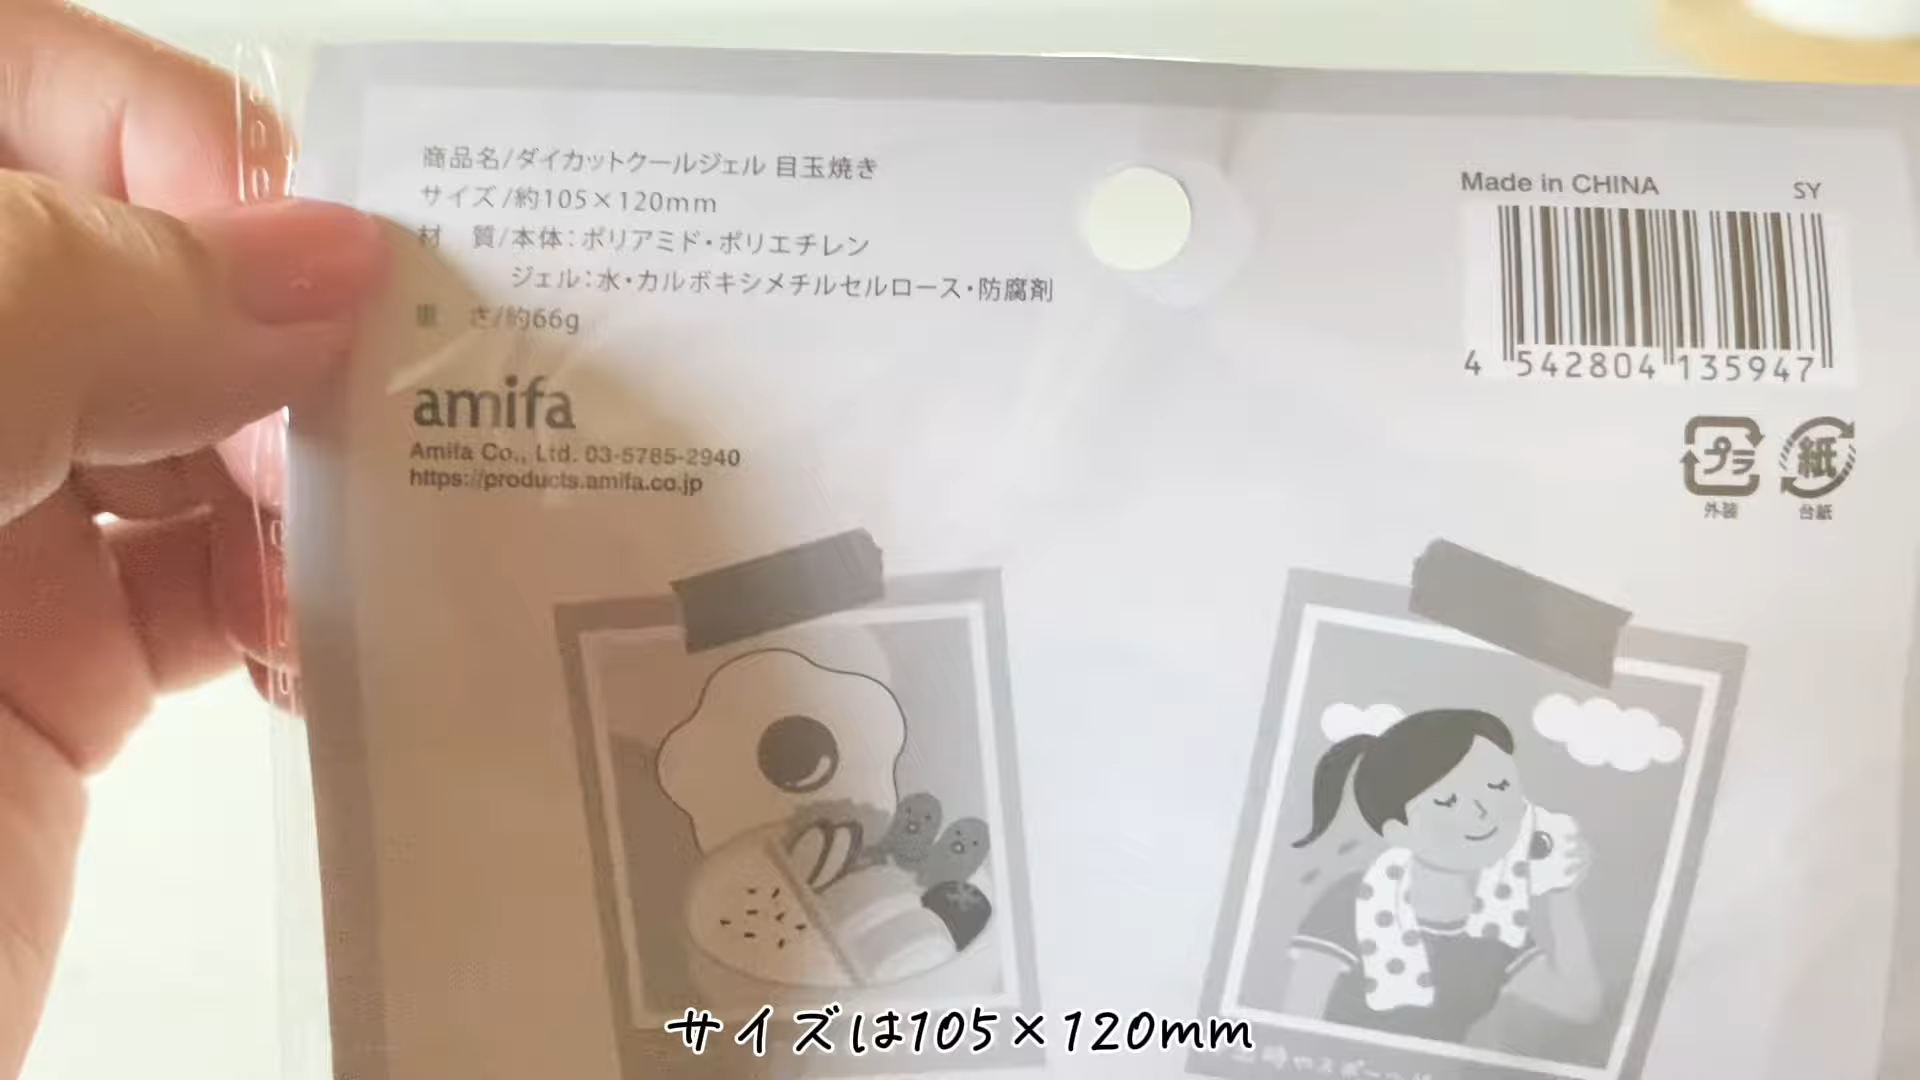 商品名/ダイカットクールジェル 目玉焼き
サイズ/約105×120mm
材 質/本体:ポリアミド・ポリエチレン
ジェル:水・カルボキシメチルセルロース・防腐剤
重 さ/約66g
amifa
Amifa Co., Ltd. 03-5785-2940
https://products.amifa.co.jp
Made in CHINA SY
4 542804 135947
プラ 紙
外装 台紙
サイズは105×120mm